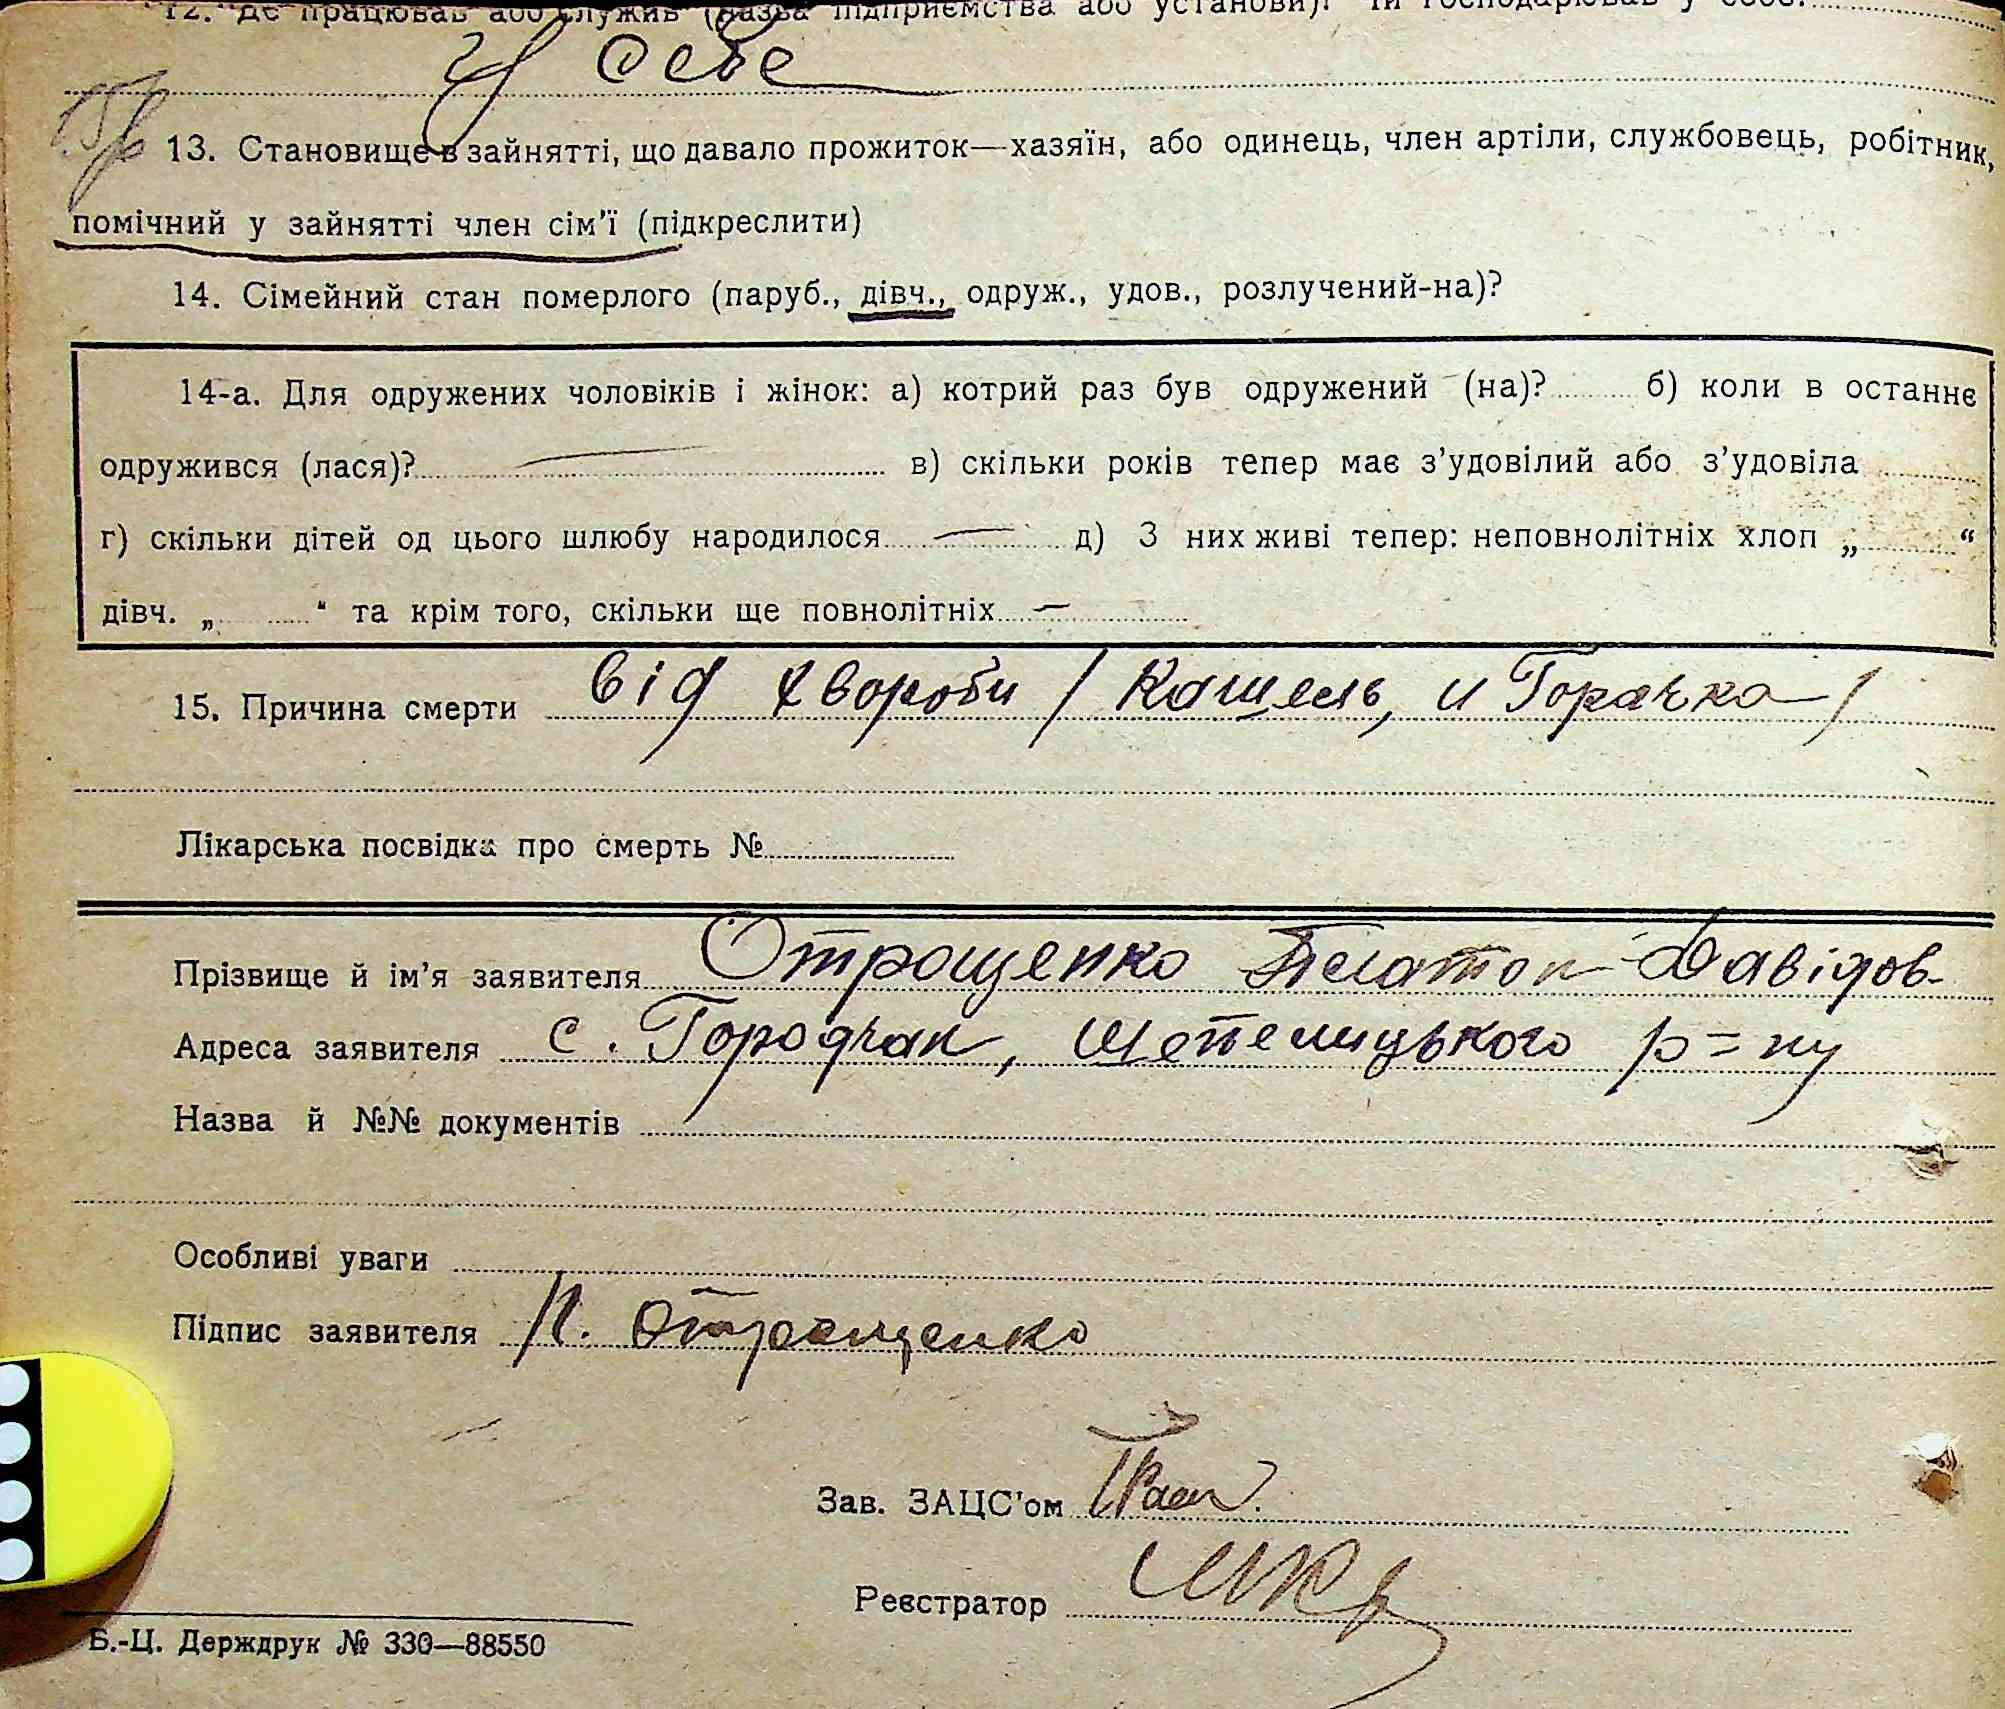 12. Де працював або служив (назва підприємства або установи)? Чи господарював у себе?
У себе
13. Становище в зайнятті, що давало прожиток—хазяїн, або одинець, член артіли, службовець, робітник,
помічний у зайнятті член сім'ї (підкреслити)
14. Сімейний стан померлого (паруб., дівч., одруж., удов., розлучений-на)?
14-а. Для одружених чоловіків і жінок: а) котрий раз був одружений (на)? б) коли в останнє
одружився (лася)? — в) скільки років тепер має з'удовілий або з'удовіла
г) скільки дітей од цього шлюбу народилося — д) З них живі тепер: неповнолітніх хлоп „ “
дівч. „ “ та крім того, скільки ще повнолітніх —
15. Причина смерти від хвороби / Кашель, и Горячка /
Лікарська посвідка про смерть №
Прізвище й ім'я заявителя Отрощенко Платон Давідов-
Адреса заявителя с. Городчан, Шепелицького р=ну
Назва й №№ документів
Особливі уваги
Підпис заявителя П. Отрощенко
Зав. ЗАЦС'ом
Реєстратор
Б.-Ц. Держдрук № 330—88550